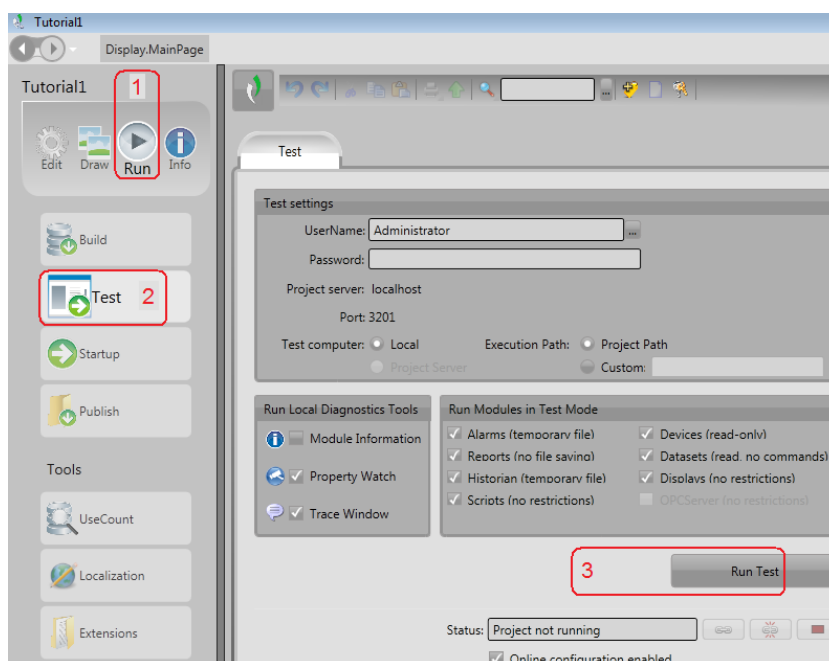 Tutorial1
Display.MainPage
Tutorial1
1
Edit Draw Run Info
Build
Test 2
Startup
Publish
Tools
UseCount
Localization
Extensions
...
Test
Test settings
UserName: Administrator ...
Password:
Project server: localhost
Port: 3201
Test computer: Local Execution Path: Project Path
Project Server Custom:
Run Local Diagnostics Tools
Module Information
Property Watch
Trace Window
Run Modules in Test Mode
Alarms (temporary file) Devices (read-only)
Reports (no file saving) Datasets (read, no commands)
Historian (temporary file) Displays (no restrictions)
Scripts (no restrictions) OPCServer (no restrictions)
3 Run Test
Status: Project not running
Online configuration enabled